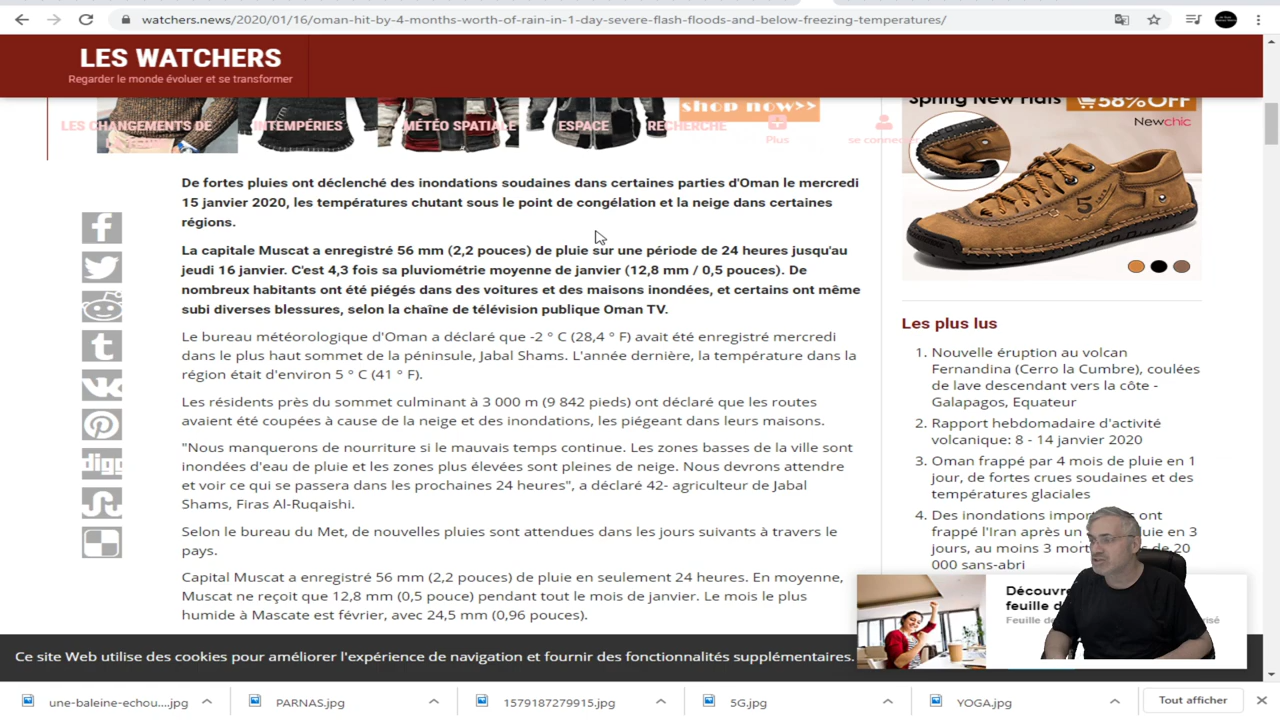 watchers.news/2020/01/16/oman-hit-by-4-months-worth-of-rain-in-1-day-severe-flash-floods-and-below-freezing-temperatures/
LES WATCHERS
Regarder le monde évoluer et se transformer
shop now>>
LES CHANGEMENTS DE
INTEMPÉRIES
MÉTÉO SPATIALE
ESPACE
RECHERCHE
Plus
se connecter
Spring New Flats
58%OFF
Newchic
5
De fortes pluies ont déclenché des inondations soudaines dans certaines parties d'Oman le mercredi
15 janvier 2020, les températures chutant sous le point de congélation et la neige dans certaines
régions.
La capitale Muscat a enregistré 56 mm (2,2 pouces) de pluie sur une période de 24 heures jusqu'au
jeudi 16 janvier. C'est 4,3 fois sa pluviométrie moyenne de janvier (12,8 mm / 0,5 pouces). De
nombreux habitants ont été piégés dans des voitures et des maisons inondées, et certains ont même
subi diverses blessures, selon la chaîne de télévision publique Oman TV.
Le bureau météorologique d'Oman a déclaré que -2 ° C (28,4 ° F) avait été enregistré mercredi
dans le plus haut sommet de la péninsule, Jabal Shams. L'année dernière, la température dans la
région était d'environ 5 ° C (41 ° F).
Les résidents près du sommet culminant à 3 000 m (9 842 pieds) ont déclaré que les routes
avaient été coupées à cause de la neige et des inondations, les piégeant dans leurs maisons.
"Nous manquerons de nourriture si le mauvais temps continue. Les zones basses de la ville sont
inondées d'eau de pluie et les zones plus élevées sont pleines de neige. Nous devrons attendre
et voir ce qui se passera dans les prochaines 24 heures", a déclaré 42- agriculteur de Jabal
Shams, Firas Al-Ruqaishi.
Selon le bureau du Met, de nouvelles pluies sont attendues dans les jours suivants à travers le
pays.
Capital Muscat a enregistré 56 mm (2,2 pouces) de pluie en seulement 24 heures. En moyenne,
Muscat ne reçoit que 12,8 mm (0,5 pouce) pendant tout le mois de janvier. Le mois le plus
humide à Mascate est février, avec 24,5 mm (0,96 pouces).
digg
Les plus lus
1. Nouvelle éruption au volcan
Fernandina (Cerro la Cumbre), coulées
de lave descendant vers la côte -
Galapagos, Equateur
2. Rapport hebdomadaire d'activité
volcanique: 8 - 14 janvier 2020
3. Oman frappé par 4 mois de pluie en 1
jour, de fortes crues soudaines et des
températures glaciales
4. Des inondations ont
frappé l'Iran après un en 3
jours, au moins 3 de 20
000 sans-abri
feuille
Ce site Web utilise des cookies pour améliorer l'expérience de navigation et fournir des fonctionnalités supplémentaires.
une-baleine-echou....jpg
PARNAS.jpg
1579187279915.jpg
5G.jpg
YOGA.jpg
Tout afficher